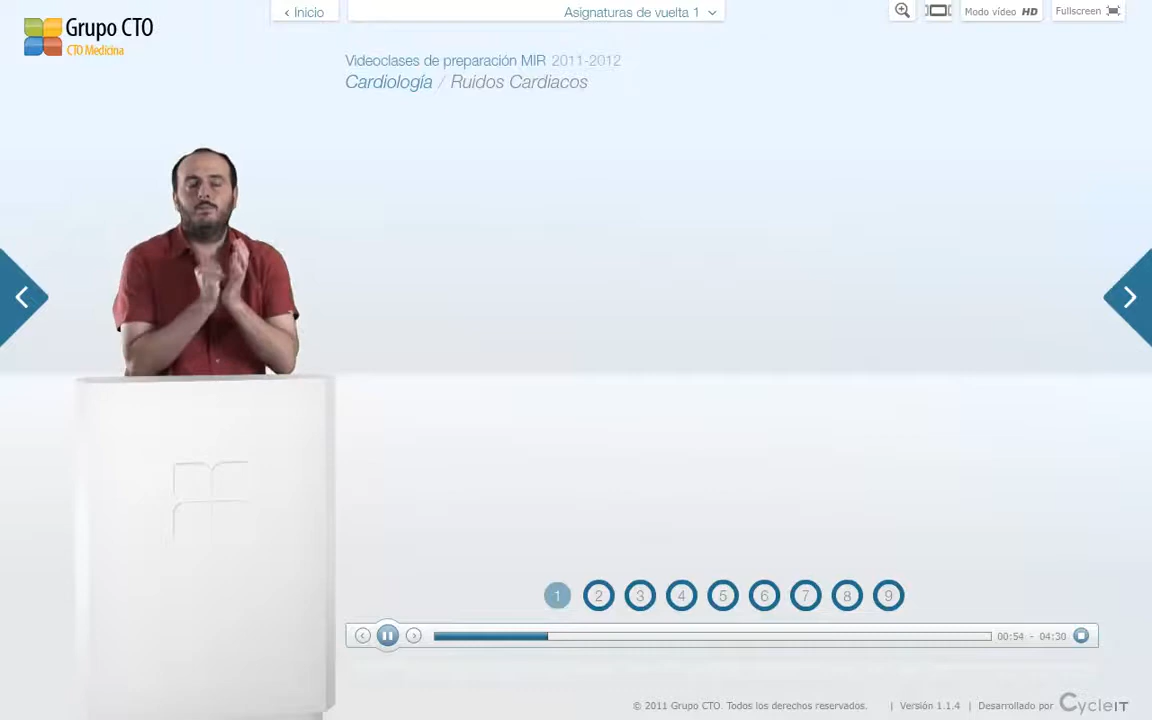 Grupo CTO
CTO Medicina
‹ Inicio
Asignaturas de vuelta 1
Modo vídeo HD
Fullscreen
Videoclases de preparación MIR 2011-2012
Cardiología / Ruidos Cardiacos
1 2 3 4 5 6 7 8 9
00:54 - 04:30
© 2011 Grupo CTO. Todos los derechos reservados. | Versión 1.1.4 | Desarrollado por CycleIT